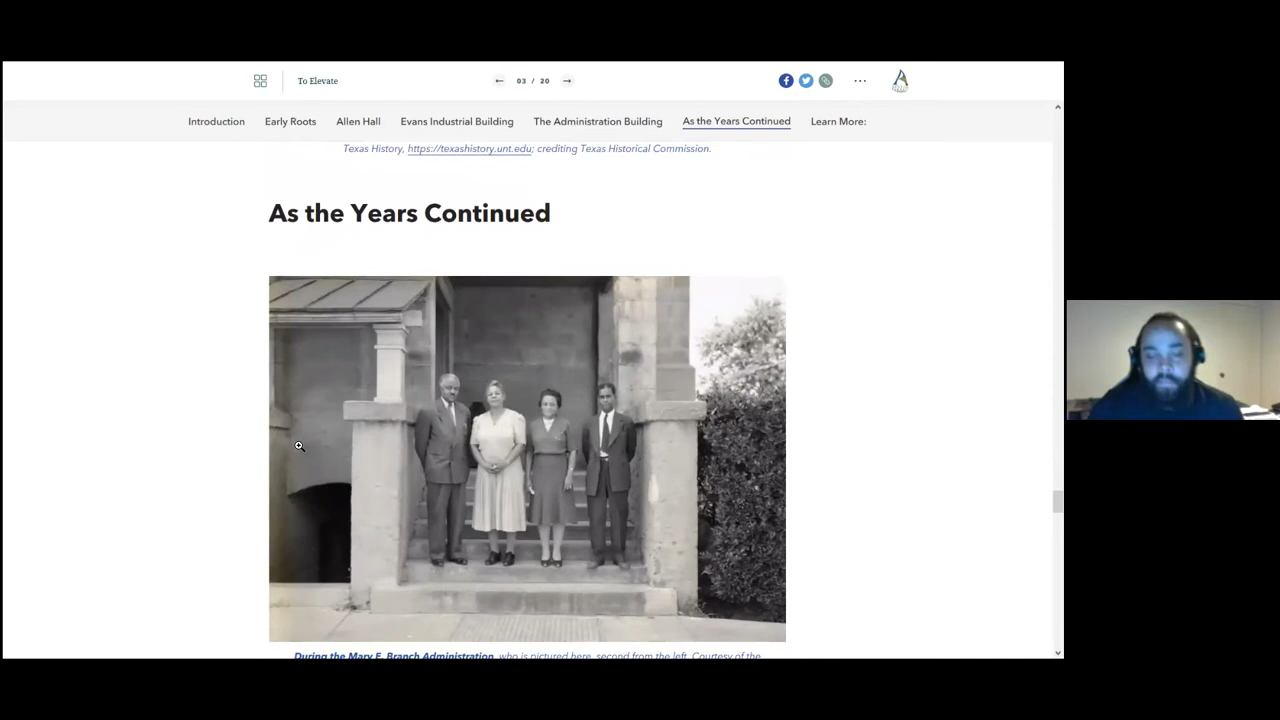 To Elevate
03 / 20
Introduction
Early Roots
Allen Hall
Evans Industrial Building
The Administration Building
As the Years Continued
Learn More:
Texas History, https://texashistory.unt.edu; crediting Texas Historical Commission.
As the Years Continued
During the Mary E. Branch Administration, who is pictured here, second from the left. Courtesy of the